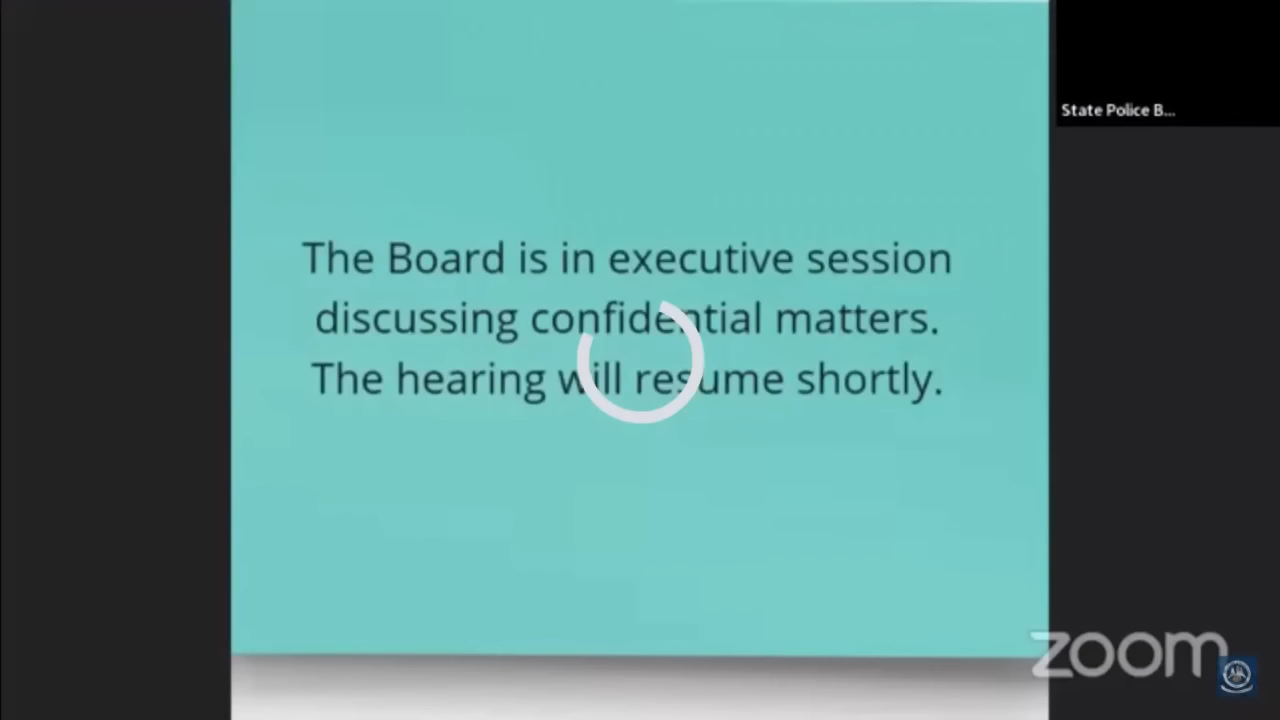 State Police B...
The Board is in executive session
discussing confidential matters.
The hearing will resume shortly.
zoom